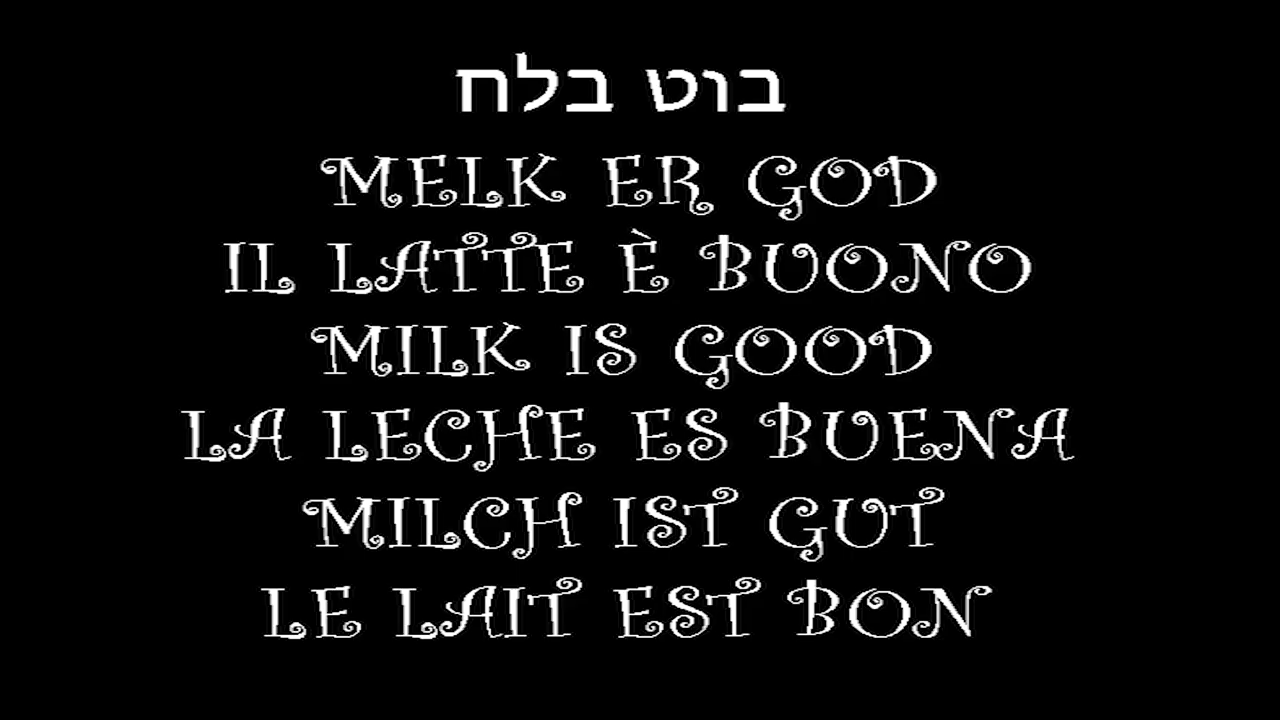 בוט בלח
MELK ER GOD
IL LATTE È BUONO
MILK IS GOOD
LA LECHE ES BUENA
MILCH IST GUT
LE LAIT EST BON